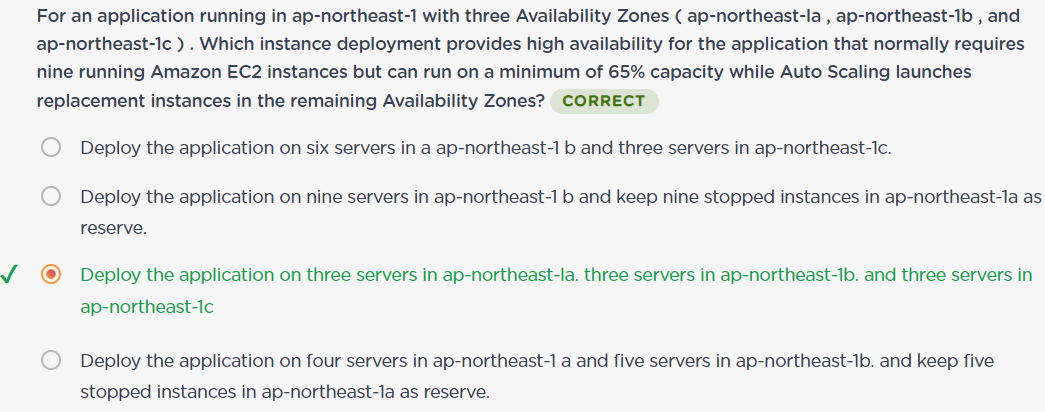 For an application running in ap-northeast-1 with three Availability Zones ( ap-northeast-la , ap-northeast-1b , and
ap-northeast-1c ) . Which instance deployment provides high availability for the application that normally requires
nine running Amazon EC2 instances but can run on a minimum of 65% capacity while Auto Scaling launches
replacement instances in the remaining Availability Zones? CORRECT
Deploy the application on six servers in a ap-northeast-1 b and three servers in ap-northeast-1c.
Deploy the application on nine servers in ap-northeast-1 b and keep nine stopped instances in ap-northeast-1a as
reserve.
Deploy the application on three servers in ap-northeast-la. three servers in ap-northeast-1b. and three servers in
ap-northeast-1c
Deploy the application on four servers in ap-northeast-1 a and five servers in ap-northeast-1b. and keep five
stopped instances in ap-northeast-1a as reserve.